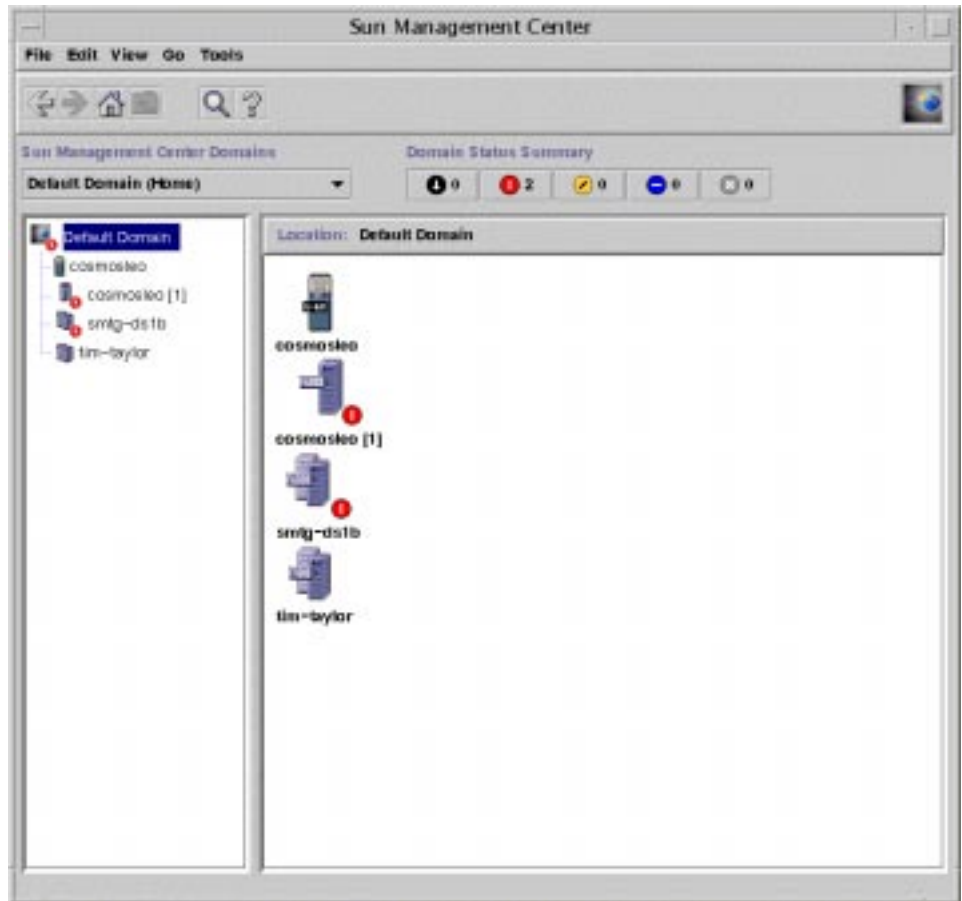 Sun Management Center
File Edit View Go Tools
Sun Management Center Domains
Domain Status Summary
Default Domain (Home)
0 2 0 0 0
Default Domain
cosmosleo
cosmosleo [1]
smtg-ds1b
tim-taylor
Location: Default Domain
cosmosleo
cosmosleo [1]
smtg-ds1b
tim-taylor